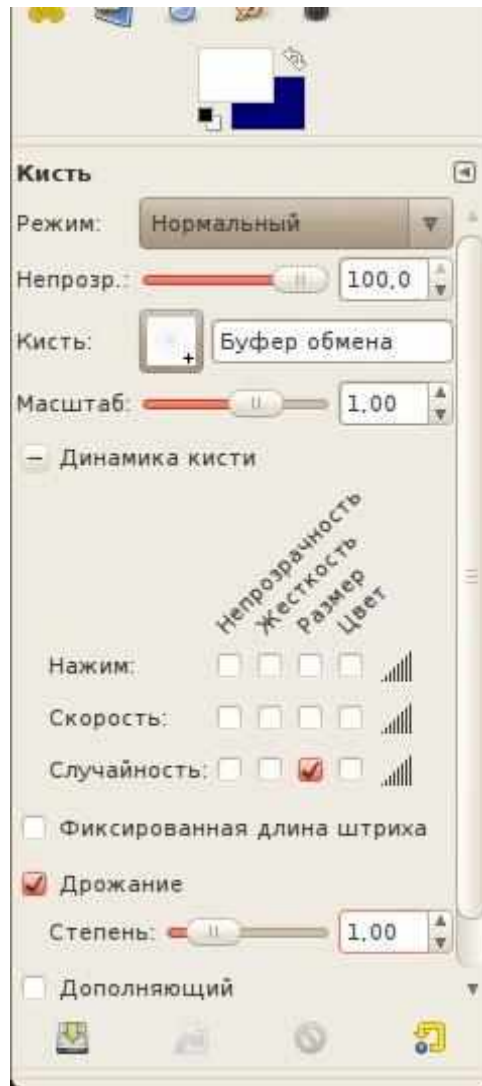 Кисть
Режим: Нормальный
Непрозр.: 100,0
Кисть: Буфер обмена
Масштаб: 1,00
Динамика кисти
Непрозрачность
Жесткость
Размер
Цвет
Нажим:
Скорость:
Случайность:
Фиксированная длина штриха
Дрожание
Степень: 1,00
Дополняющий